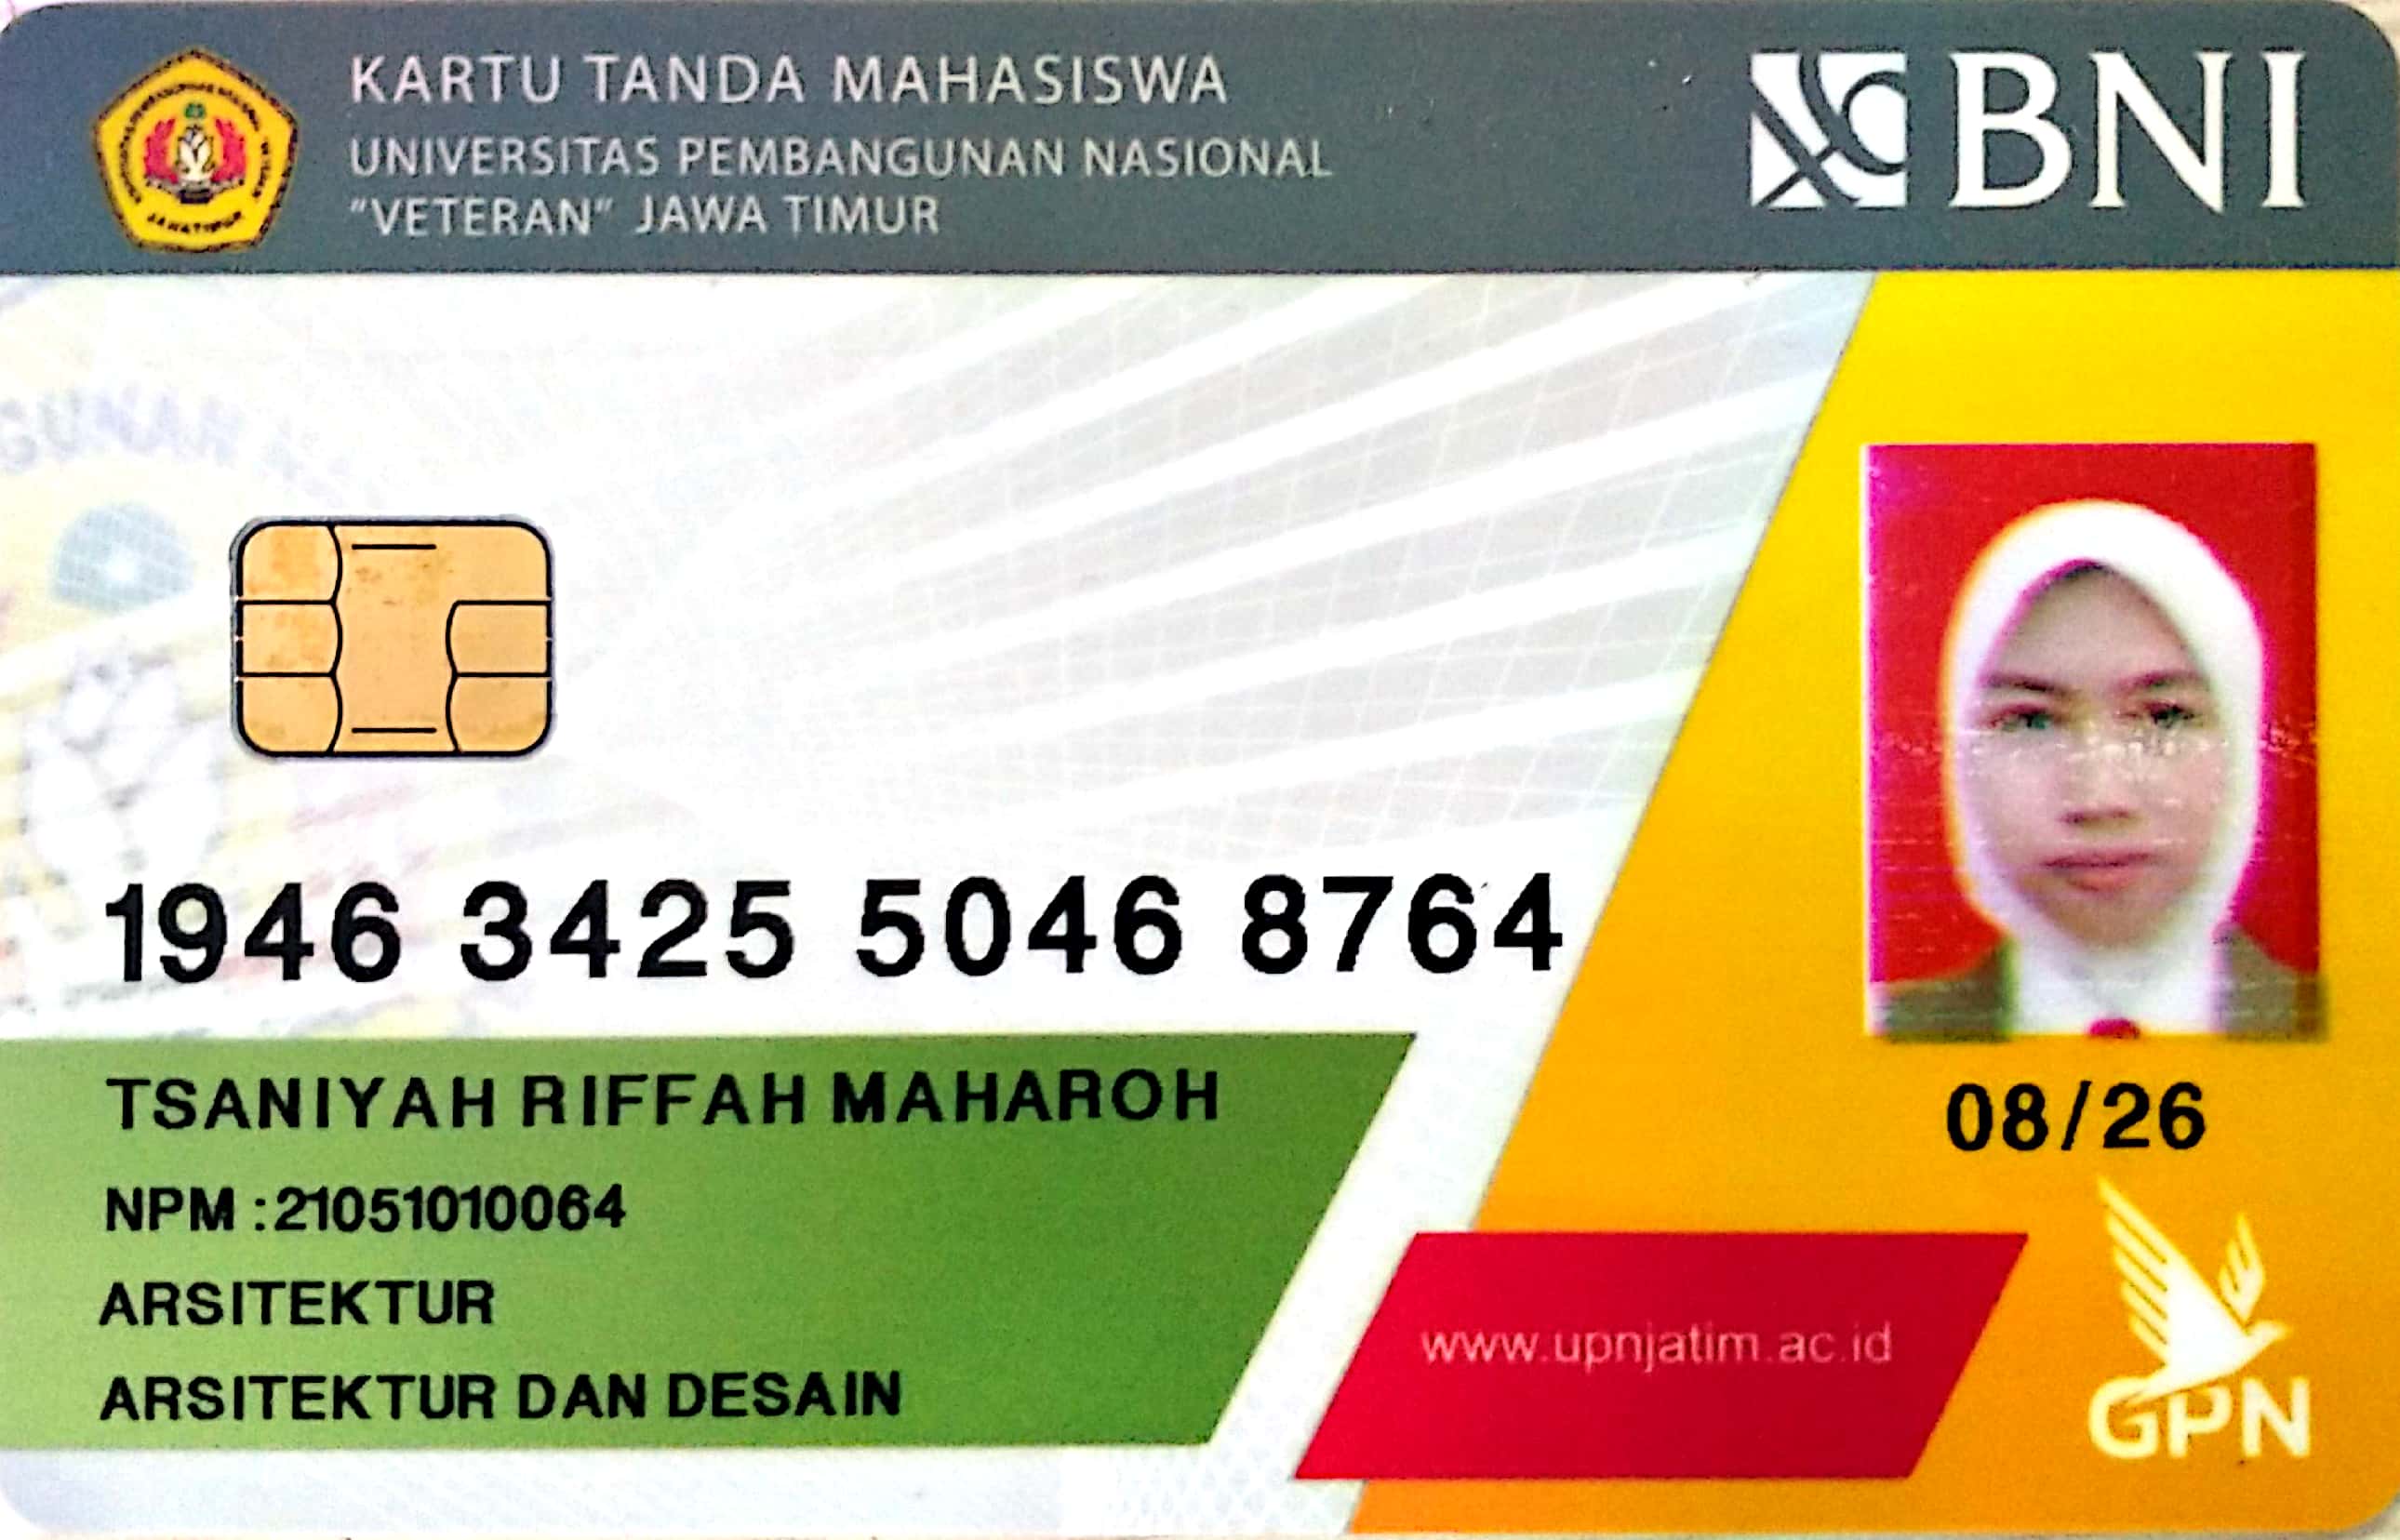 KARTU TANDA MAHASISWA
UNIVERSITAS PEMBANGUNAN NASIONAL
"VETERAN" JAWA TIMUR
BNI
GUNAN
1946 3425 5046 8764
TSANIYAH RIFFAH MAHAROH
NPM :21051010064
ARSITEKTUR
ARSITEKTUR DAN DESAIN
08/26
www.upnjatim.ac.id
GPN